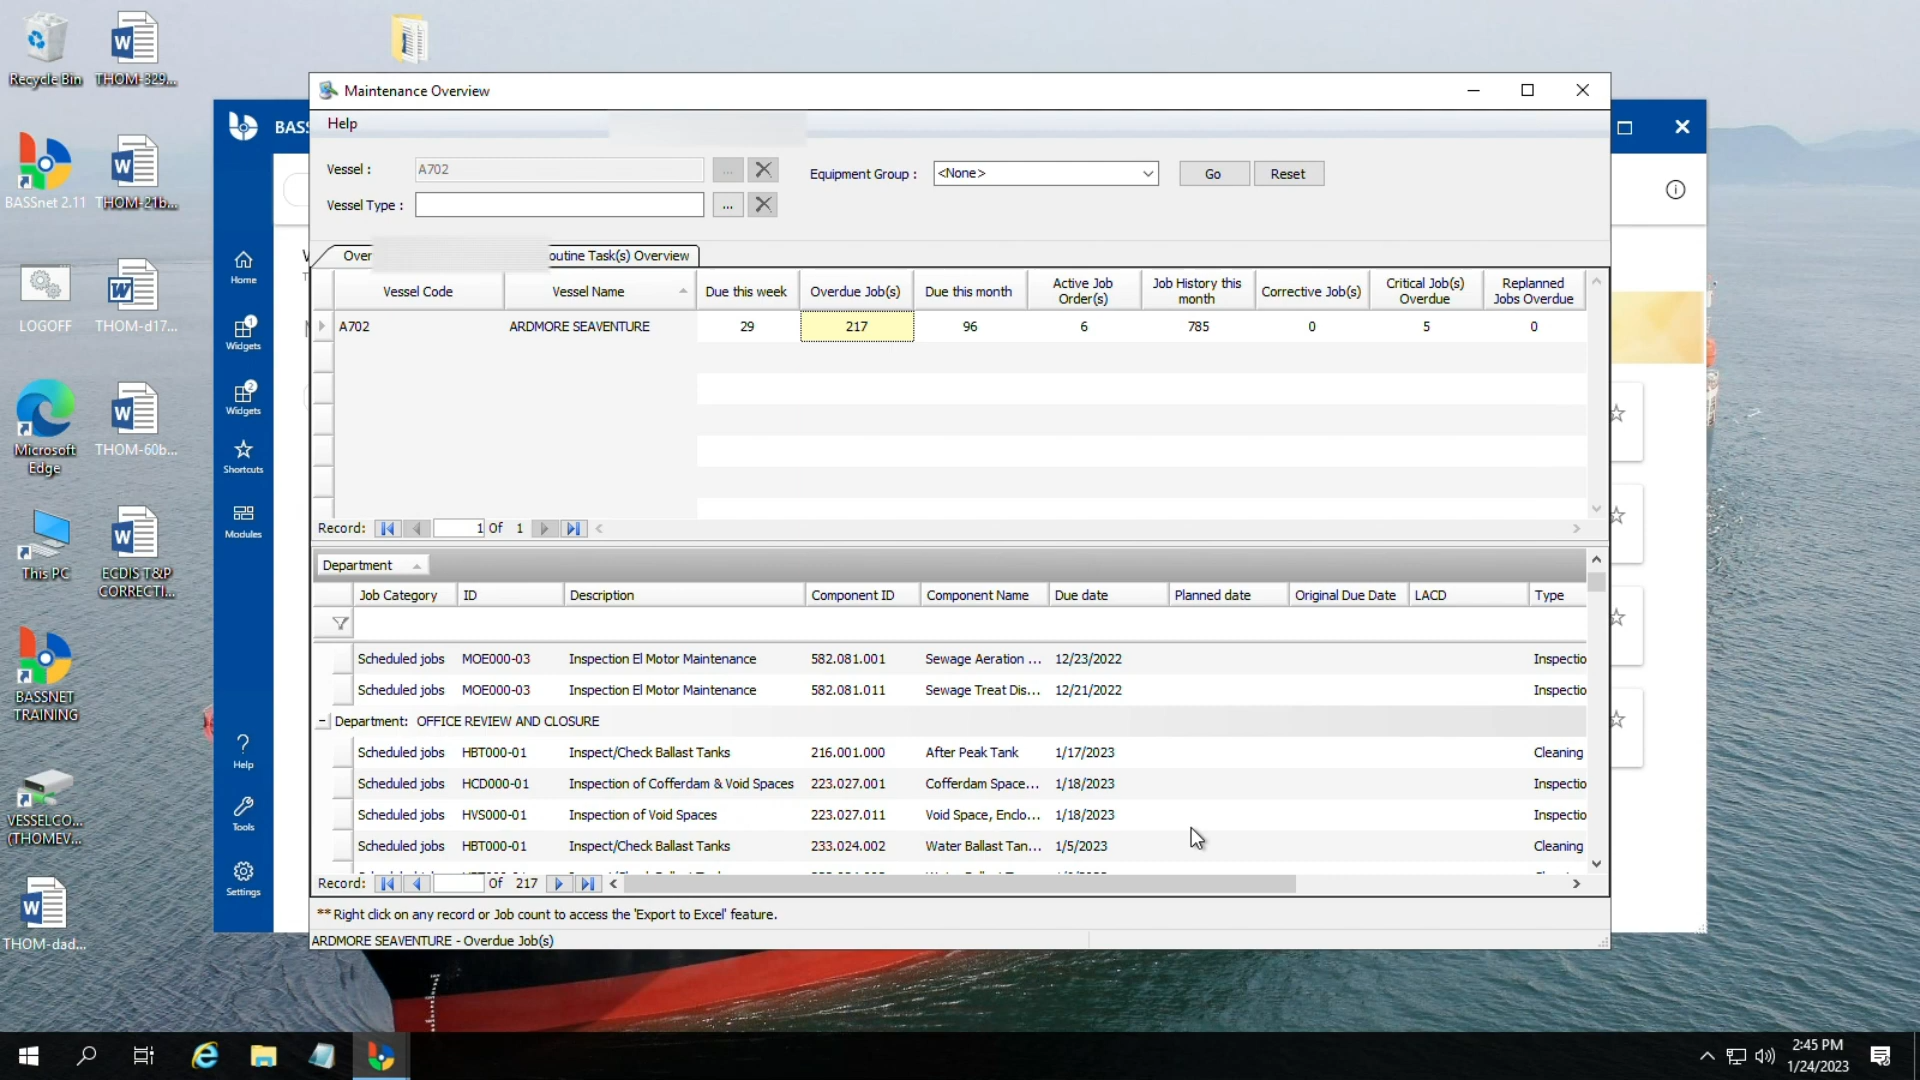 Recycle Bin
THOM-329...
BASSnet 2.11
THOM-21b...
LOGOFF
THOM-d17...
Microsoft
Edge
THOM-60b...
This PC
ECDIS T&P
CORRECTI...
BASSNET
TRAINING
VESSELCO...
(THOMEV...
THOM-dad...
BASS
Home
1
Widgets
2
Widgets
Shortcuts
Modules
Help
Tools
Settings
Maintenance Overview
Help
Vessel :
A702
...
Equipment Group :
<None>
Go
Reset
Vessel Type :
...
Over
outine Task(s) Overview
Vessel Code
Vessel Name
Due this week
Overdue Job(s)
Due this month
Active Job
Order(s)
Job History this
month
Corrective Job(s)
Critical Job(s)
Overdue
Replanned
Jobs Overdue
A702 ARDMORE SEAVENTURE 29 217 96 6 785 0 5 0
Record: 1 Of 1
Department
Job Category ID Description Component ID Component Name Due date Planned date Original Due Date LACD Type
Scheduled jobs MOE000-03 Inspection El Motor Maintenance 582.081.001 Sewage Aeration ... 12/23/2022 Inspectio
Scheduled jobs MOE000-03 Inspection El Motor Maintenance 582.081.011 Sewage Treat Dis... 12/21/2022 Inspectio
Department: OFFICE REVIEW AND CLOSURE
Scheduled jobs HBT000-01 Inspect/Check Ballast Tanks 216.001.000 After Peak Tank 1/17/2023 Cleaning
Scheduled jobs HCD000-01 Inspection of Cofferdam & Void Spaces 223.027.001 Cofferdam Space... 1/18/2023 Inspectio
Scheduled jobs HVS000-01 Inspection of Void Spaces 223.027.011 Void Space, Enclo... 1/18/2023 Inspectio
Scheduled jobs HBT000-01 Inspect/Check Ballast Tanks 233.024.002 Water Ballast Tan... 1/5/2023 Cleaning
Record: Of 217
**Right click on any record or Job count to access the 'Export to Excel' feature.
ARDMORE SEAVENTURE - Overdue Job(s)
2:45 PM
1/24/2023